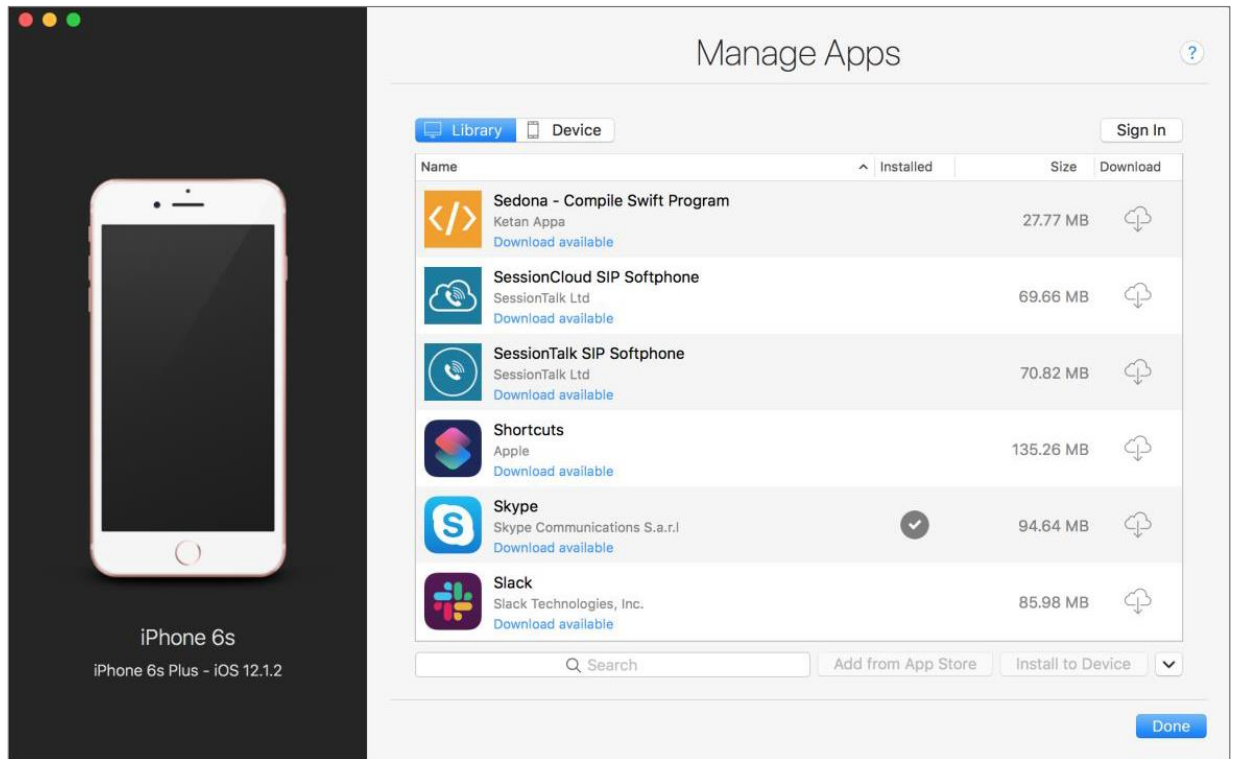 Manage Apps
?
Library Device Sign In
Name Installed Size Download
Sedona - Compile Swift Program
Ketan Appa
Download available
27.77 MB
SessionCloud SIP Softphone
SessionTalk Ltd
Download available
69.66 MB
SessionTalk SIP Softphone
SessionTalk Ltd
Download available
70.82 MB
Shortcuts
Apple
Download available
135.26 MB
Skype
Skype Communications S.a.r.l
Download available
94.64 MB
Slack
Slack Technologies, Inc.
Download available
85.98 MB
Search Add from App Store Install to Device
Done
iPhone 6s
iPhone 6s Plus - iOS 12.1.2